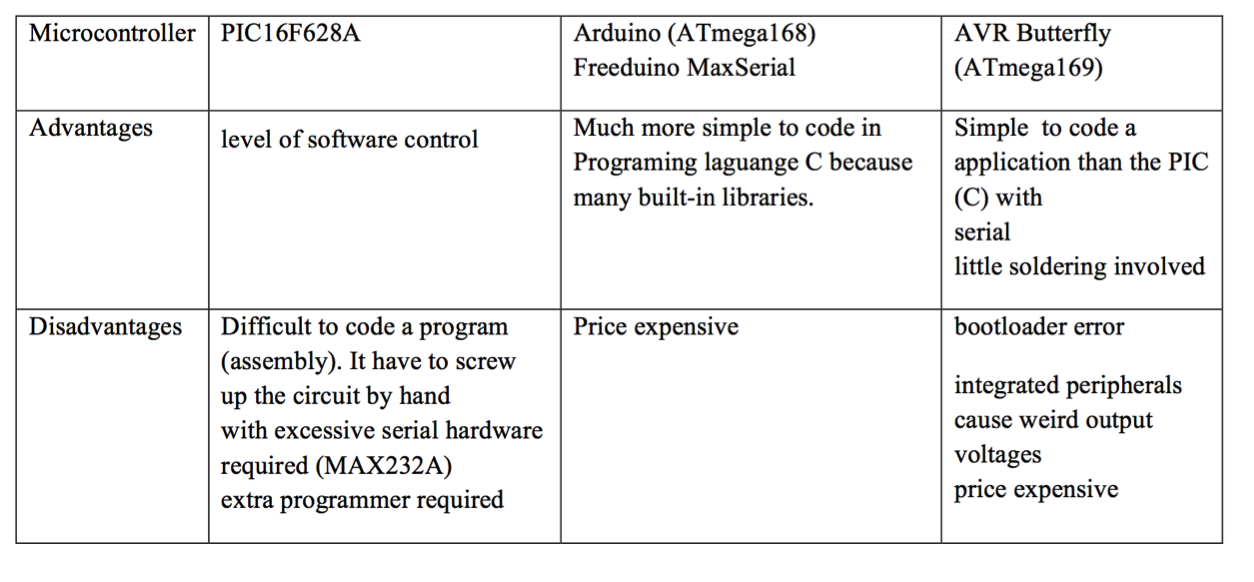 Microcontroller
PIC16F628A
Arduino (ATmega168)
Freeduino MaxSerial
AVR Butterfly
(ATmega169)
Advantages
level of software control
Much more simple to code in
Programing laguange C because
many built-in libraries.
Simple to code a
application than the PIC
(C) with
serial
little soldering involved
Disadvantages
Difficult to code a program
(assembly). It have to screw
up the circuit by hand
with excessive serial hardware
required (MAX232A)
extra programmer required
Price expensive
bootloader error
integrated peripherals
cause weird output
voltages
price expensive